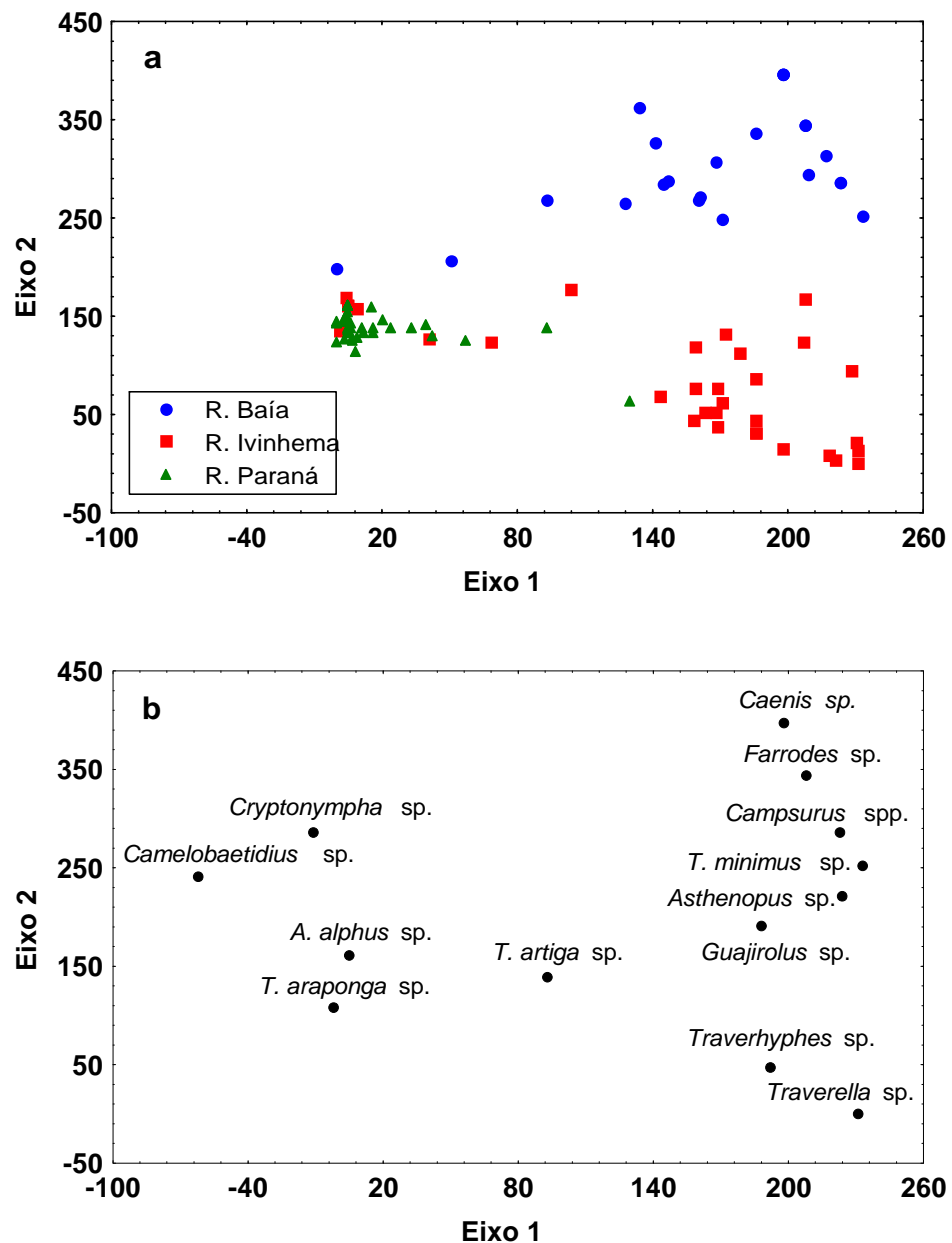 450
a
350
250
Eixo 2
150
50
R. Baía
R. Ivinhema
R. Paraná
-50
-100 -40 20 80 140 200 260
Eixo 1
450
b
Caenis sp.
350
Farrodes sp.
Cryptonympha sp.
Campsurus spp.
Camelobaetidius sp.
T. minimus sp.
250
Asthenopus sp.
Eixo 2
A. alphus sp.
T. artiga sp.
Guajirolus sp.
150
T. araponga sp.
Traverhyphes sp.
50
Traverella sp.
-50
-100 -40 20 80 140 200 260
Eixo 1